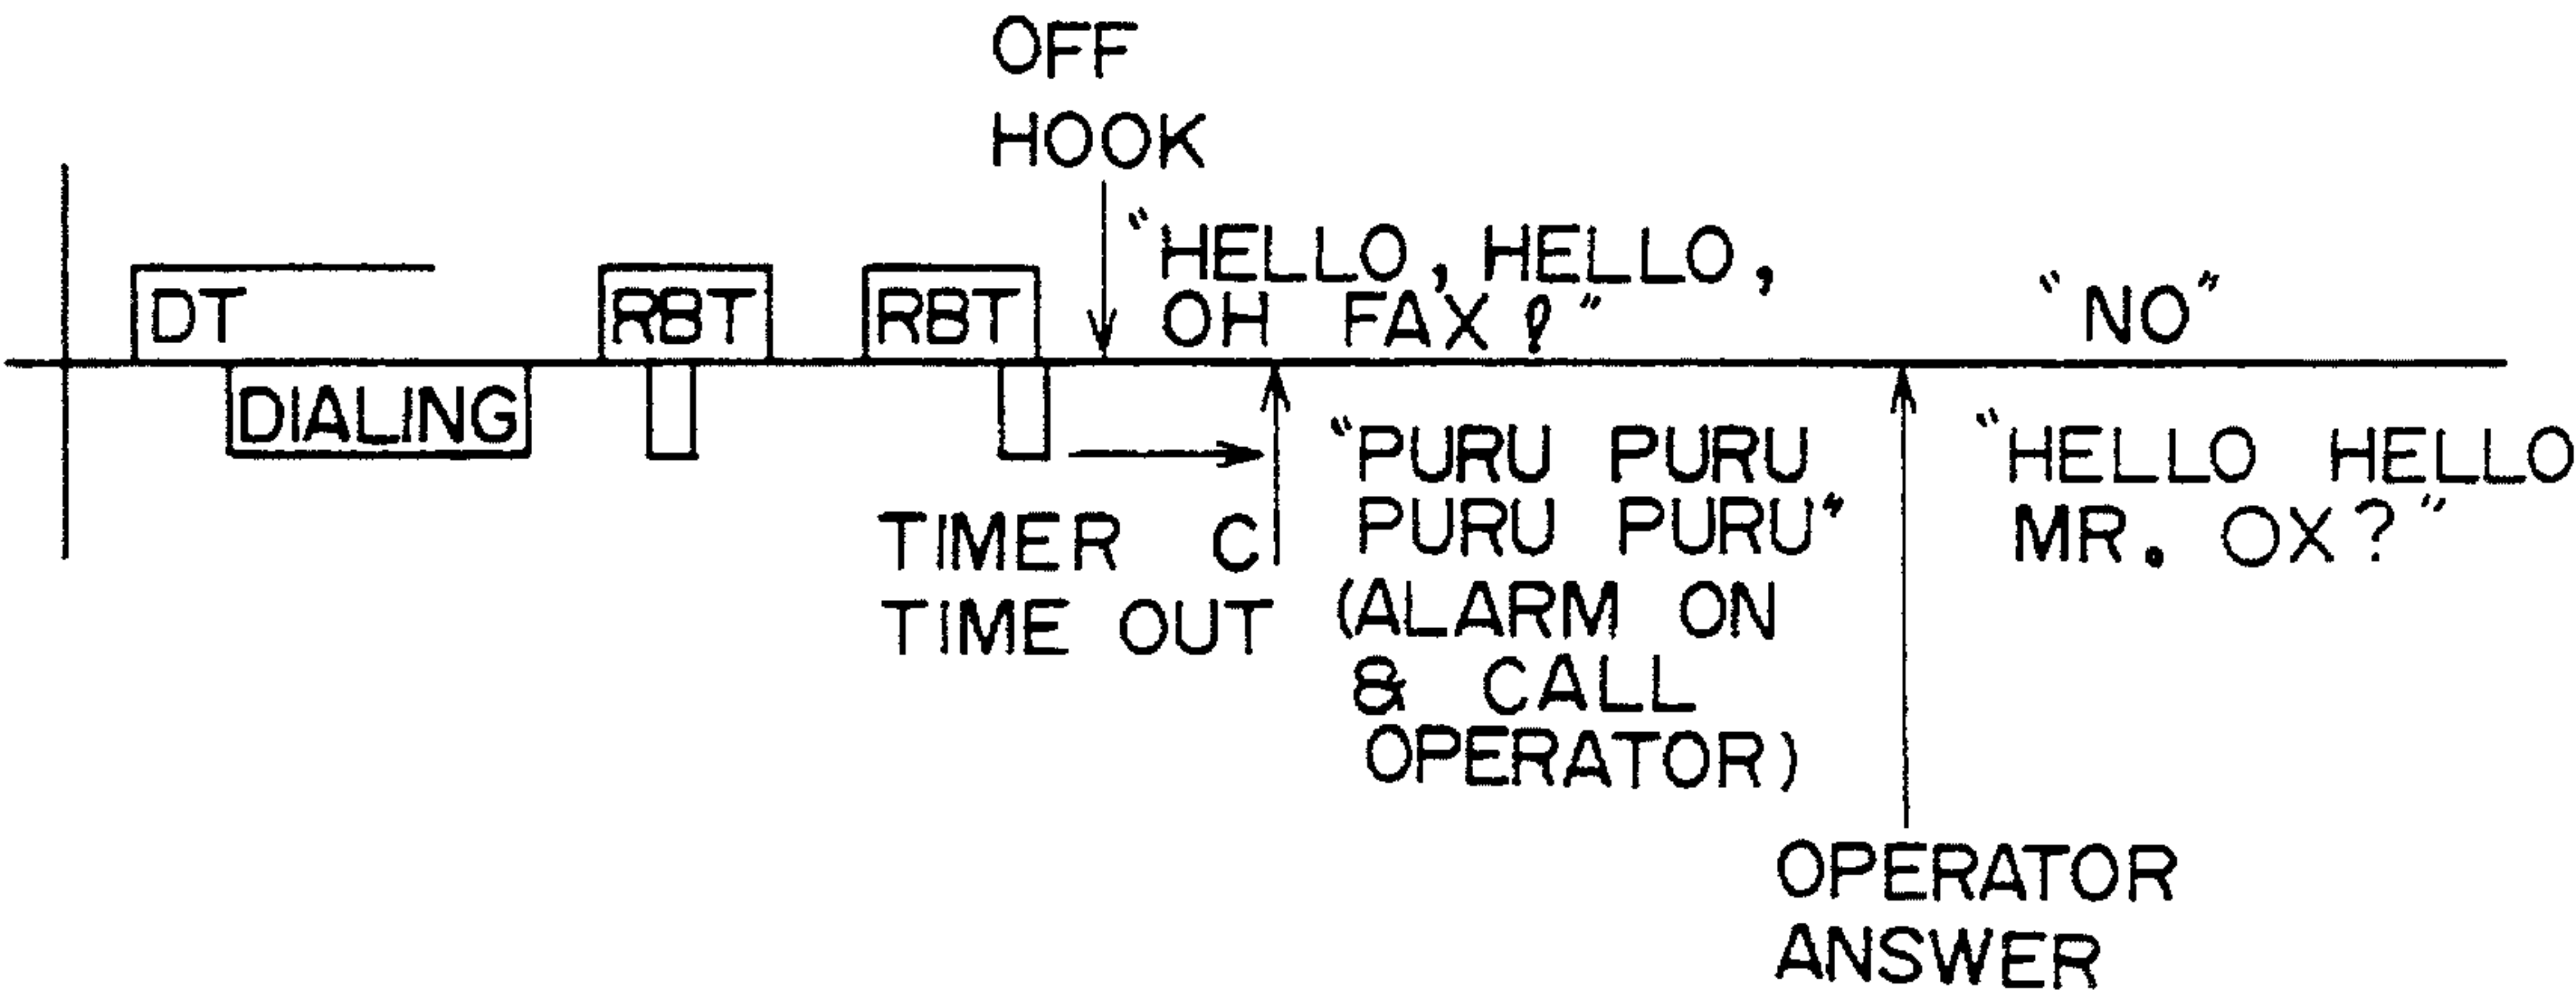 OFF
HOOK
"HELLO, HELLO,
OH FAX!"
"NO"
DT
RBT
RBT
DIALING
TIMER C
TIME OUT
"PURU PURU
PURU PURU"
(ALARM ON
& CALL
OPERATOR)
"HELLO HELLO
MR. OX?"
OPERATOR
ANSWER